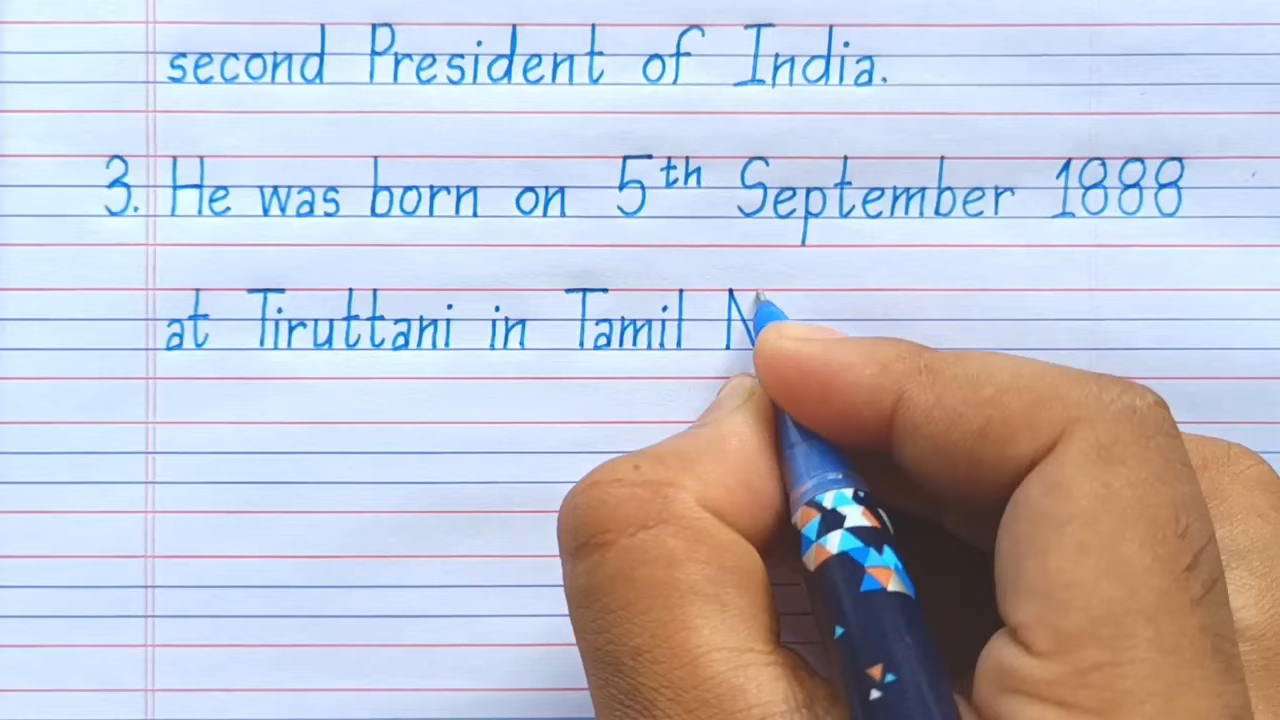 second President of India.
3. He was born on 5th September 1888
at Tiruttani in Tamil N